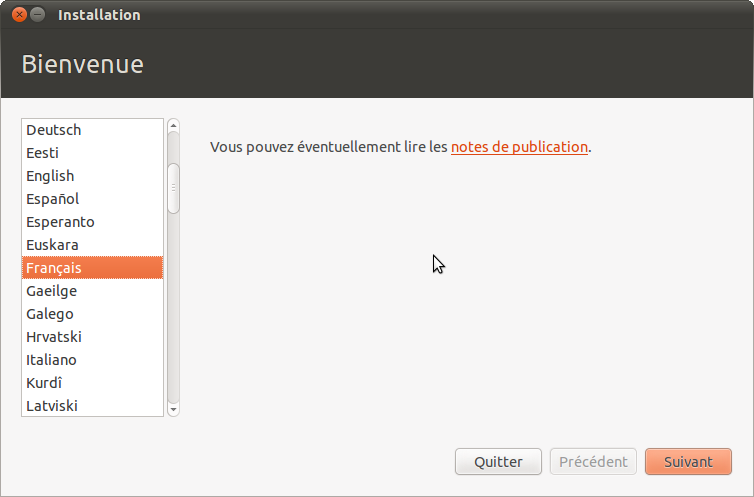 Installation
Bienvenue
Deutsch
Eesti
English
Español
Esperanto
Euskara
Français
Gaeilge
Galego
Hrvatski
Italiano
Kurdî
Latviski
Vous pouvez éventuellement lire les notes de publication.
Quitter
Précédent
Suivant